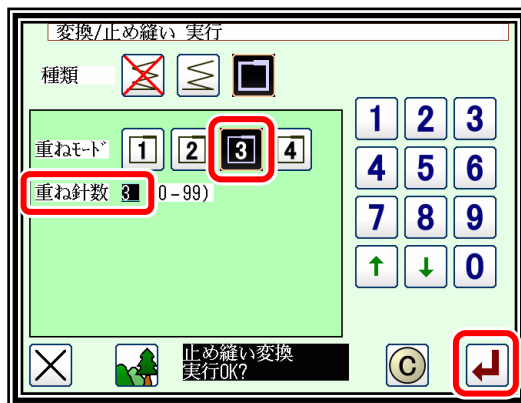 変換/止め縫い 実行
種類
1 2 3
重ねﾓｰﾄﾞ 1 2 3 4
4 5 6
重ね針数 3 0-99)
7 8 9
↑ ↓ 0
止め縫い変換
実行OK?
C